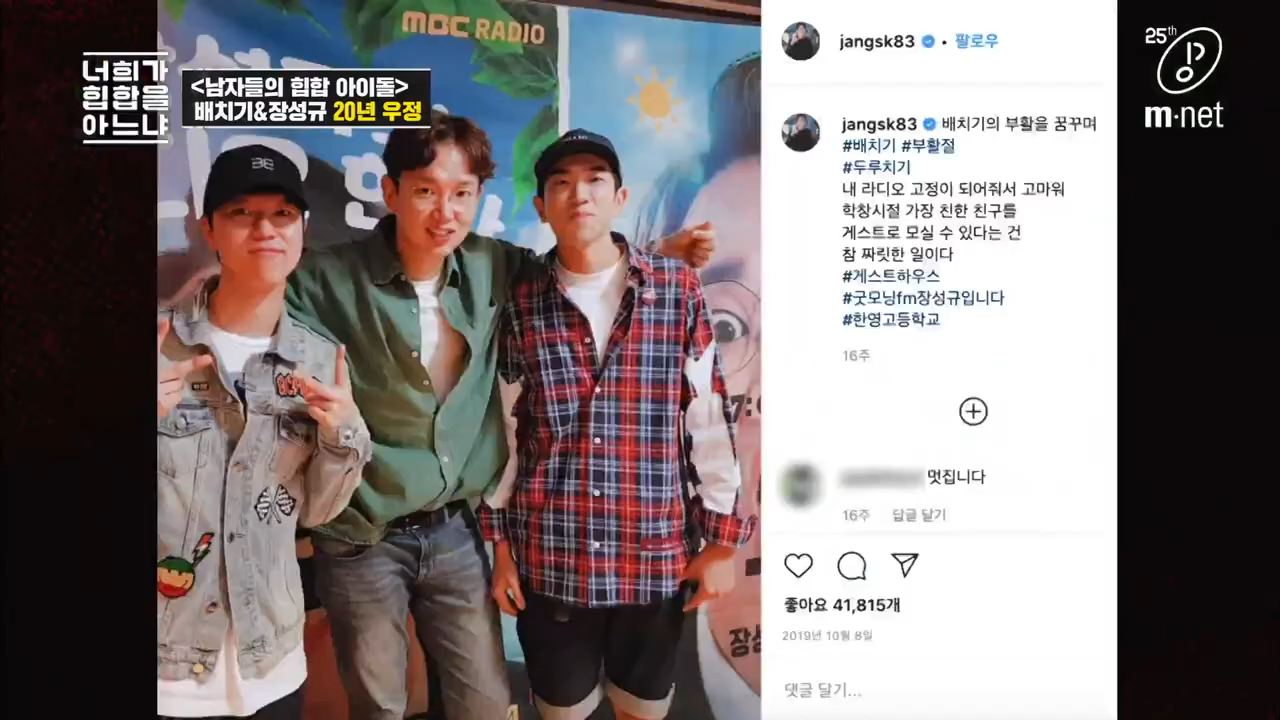 너희가
힙합을
아느냐
<남자들의 힙합 아이돌>
배치기&장성규 20년 우정
MBC RADIO
25th
m·net
jangsk83 • 팔로우
jangsk83 배치기의 부활을 꿈꾸며
#배치기 #부활절
#두루치기
내 라디오 고정이 되어줘서 고마워
학창시절 가장 친한 친구를
게스트로 모실 수 있다는 건
참 짜릿한 일이다
#게스트하우스
#굿모닝fm장성규입니다
#한영고등학교
16주
멋집니다
16주 답글 달기
좋아요 41,815개
2019년 10월 8일
댓글 달기...